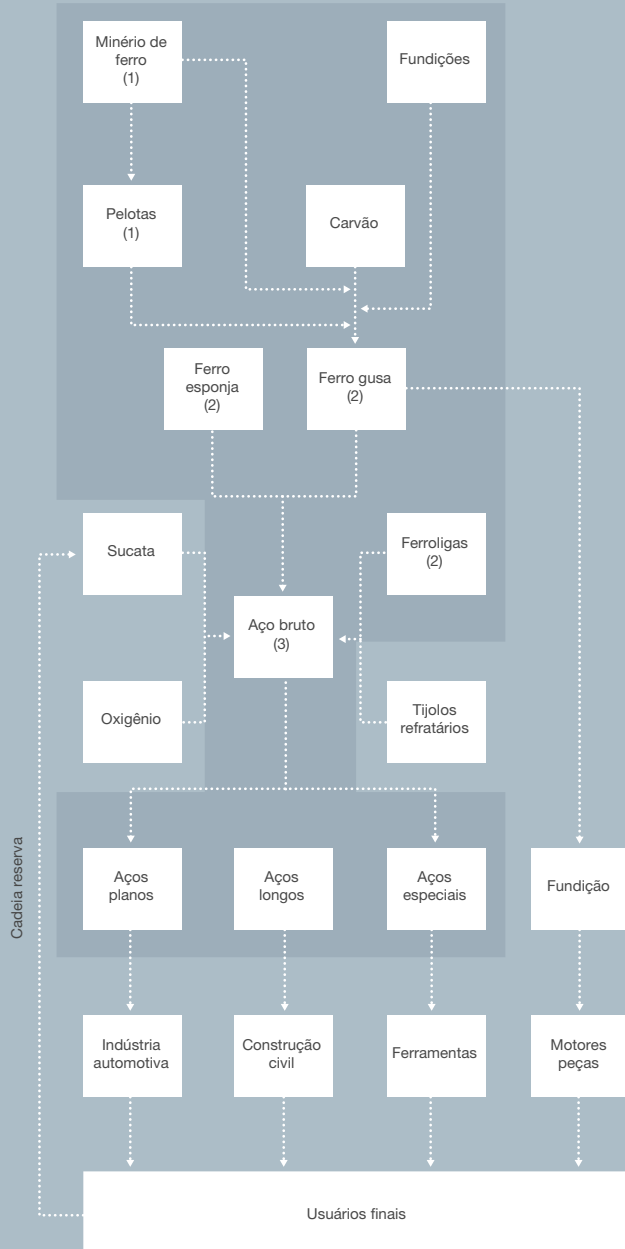 Minério de
ferro
(1)
Fundições
Pelotas
(1)
Carvão
Ferro
esponja
(2)
Ferro gusa
(2)
Sucata
Ferroligas
(2)
Aço bruto
(3)
Oxigênio
Tijolos
refratários
Cadeia reserva
Aços
planos
Aços
longos
Aços
especiais
Fundição
Indústria
automotiva
Construção
civil
Ferramentas
Motores
peças
Usuários finais